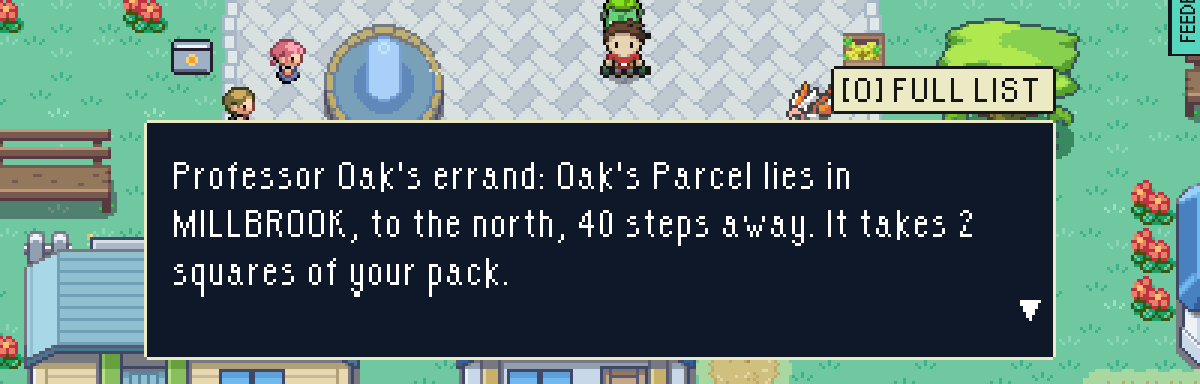 FEEDB
[O] FULL LIST
Professor Oak's errand: Oak's Parcel lies in
MILLBROOK, to the north, 40 steps away. It takes 2
squares of your pack.